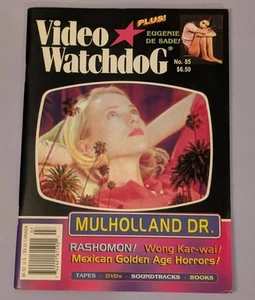 PLUS!
Video
EUGENIE
DE SADE!
Watchdog®
No. 85
$6.50
MULHOLLAND DR.
RASHOMON! Wong Kar-wai!
Mexican Golden Age Horrors!
TAPES · DVDs · SOUNDTRACKS · BOOKS